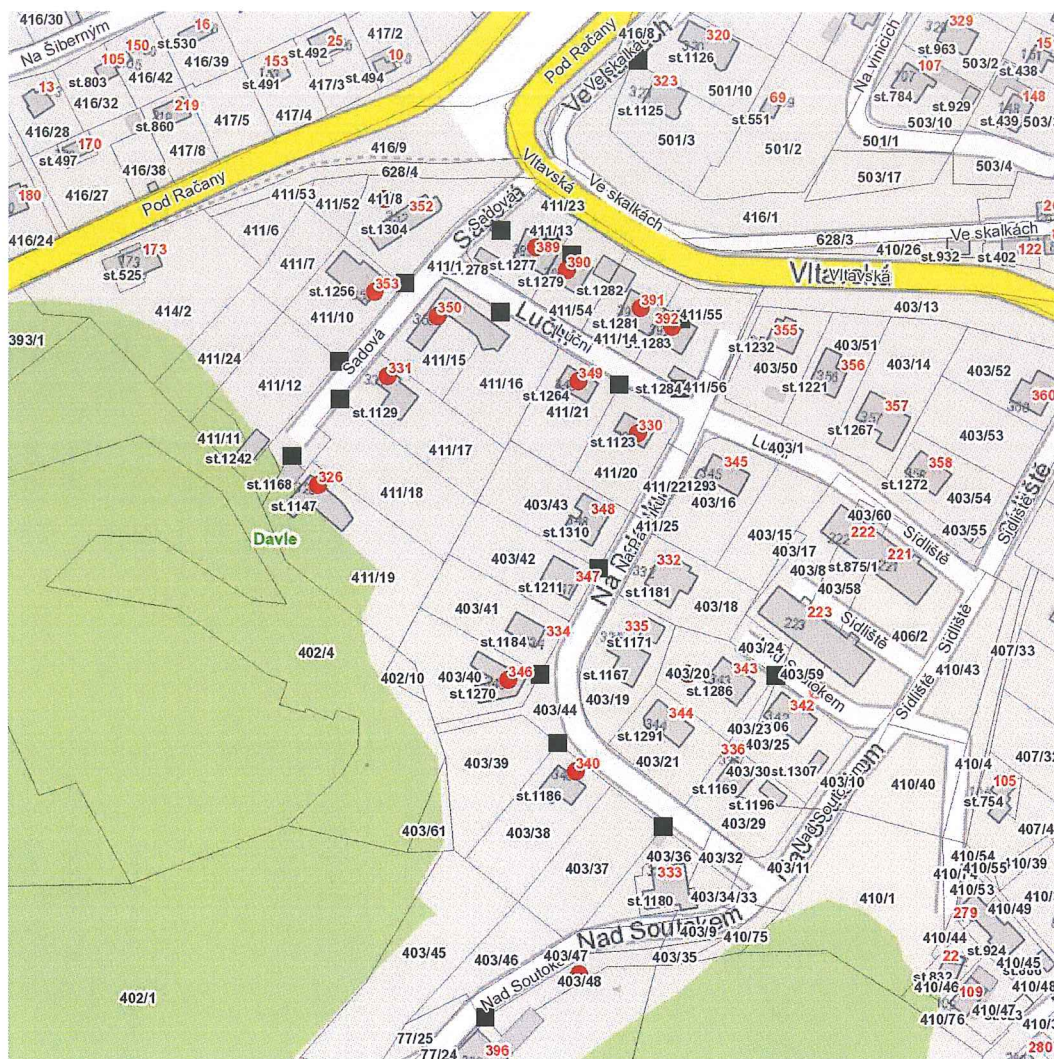 416/30
Na Šiberným
16
150
st.530
105
st.803
416/42
416/39
25
417/2
st.492
153
st.491
10
st.494
417/3
13
416/32
219
417/5
417/4
416/28
st.860
170
417/8
st.497
416/38
416/27
416/9
628/4
180
Pod Račany
416/24
411/53
411/52
411/8
352
st.1304
Sadová
411/6
173
st.525
411/7
414/2
393/1
Pod Račany
416/8
320
st.1126
323
st.1125
501/10
69
st.551
501/3
501/2
Na vinicích
329
st.963
107
503/2
st.438
st.784
st.929
148
503/10
st.439
501/1
503/4
503/17
416/1
628/3
410/26
Ve skalkách
Ve skalkách
st.932
st.402
122
Vltavská
Vltavská
Vltavská
403/13
411/23
411/13
389
st.1277
390
st.1279
st.1282
st.1256
353
350
411/10
411/54
391
st.1281
392
411/55
411/14
st.1283
Luční
411/24
Sadová
411/15
331
411/12
st.1129
411/16
349
st.1264
411/21
st.1284
411/56
330
st.1123
355
st.1232
403/51
403/50
356
st.1221
403/14
403/52
360
357
st.1267
403/53
411/11
st.1242
411/17
411/20
403/1
358
st.1272
403/54
403/55
Sídliště
st.1168
326
st.1147
411/18
Davle
403/43
348
st.1310
411/25
345
403/16
403/15
403/60
222
221
st.875/1
Sídliště
403/17
403/8
403/58
403/42
347
st.1211
332
st.1181
403/18
223
411/19
403/41
334
st.1184
335
st.1171
st.1167
Sídliště
406/2
Sídliště
407/33
402/4
402/10
403/40
346
st.1270
403/24
403/20
343
403/59
st.1286
Nad Soutokem
342
Sídliště
410/43
403/44
403/19
344
st.1291
403/25
403/21
336
403/30
st.1307
st.1169
st.1196
403/10
Nad Soutokem
410/40
410/4
105
st.754
403/39
340
st.1186
403/61
403/38
403/29
403/37
403/36
403/32
403/11
333
st.1180
403/9
Nad Soutokem
410/75
410/1
410/54
410/39
410/55
410/53
279
410/49
410/44
st.924
410/45
22
st.832
410/46
109
410/48
410/76
410/47
403/45
403/46
403/47
403/35
403/48
Nad Soutokem
402/1
77/25
77/24
396
280